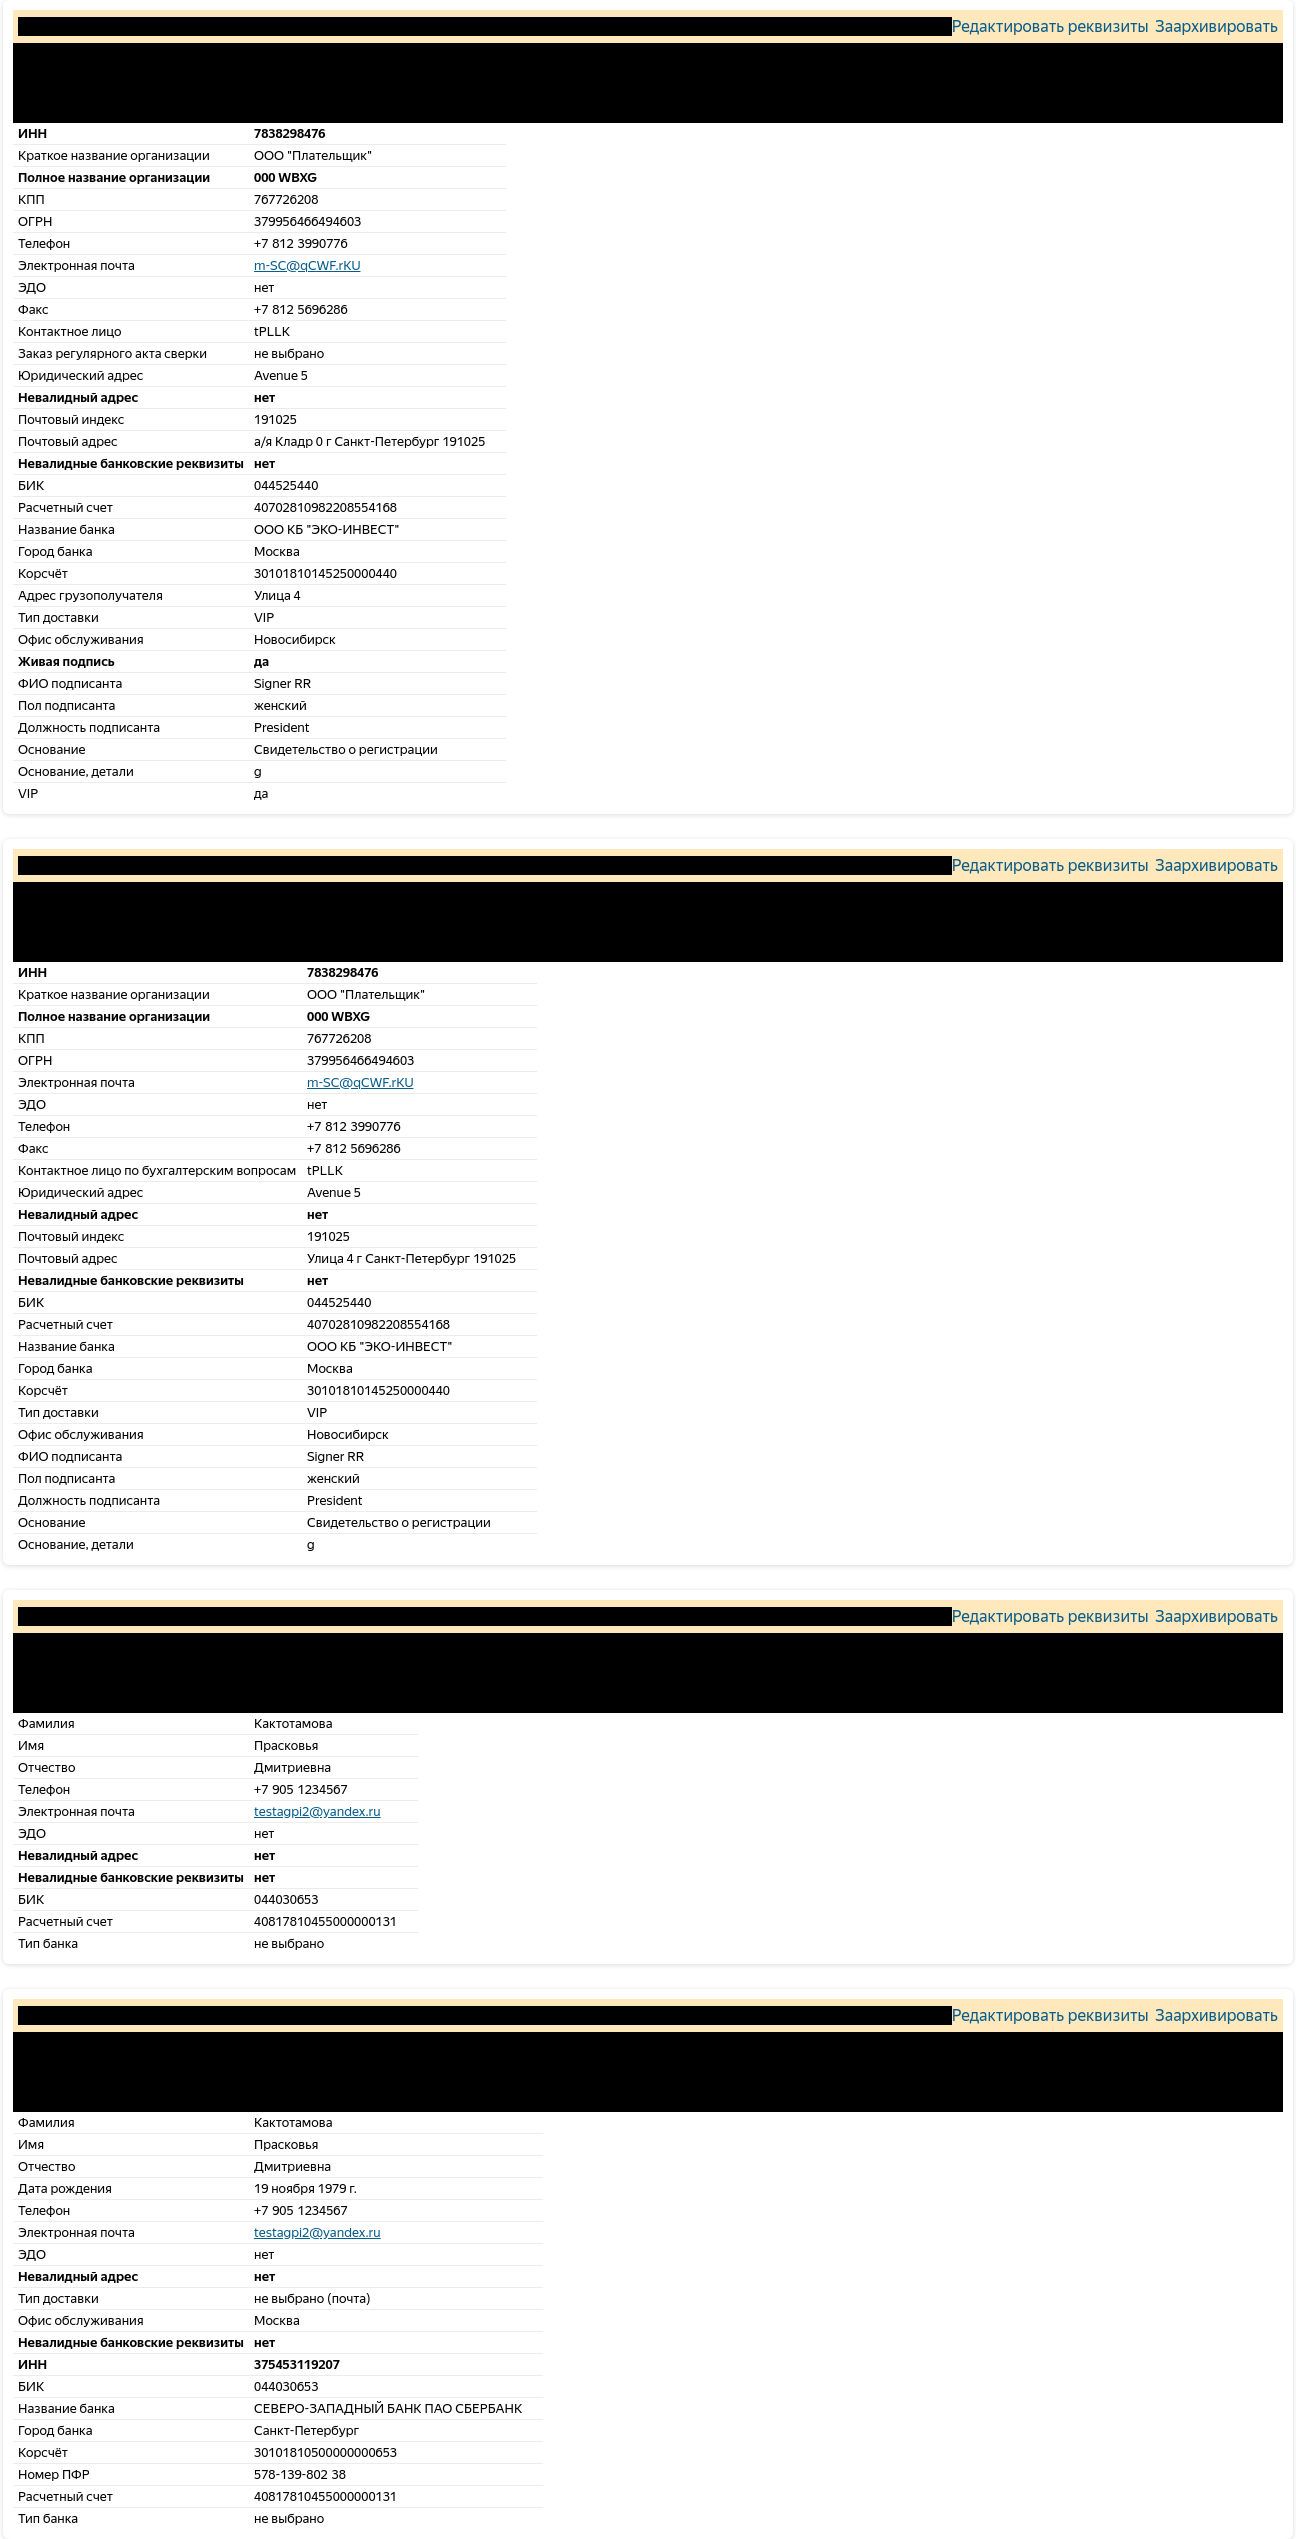 Редактировать реквизиты Заархивировать
ИНН 7838298476
Краткое название организации ООО "Плательщик"
Полное название организации 000 WBXG
КПП 767726208
ОГРН 379956466494603
Телефон +7 812 3990776
Электронная почта m-SC@qCWF.rKU
ЭДО нет
Факс +7 812 5696286
Контактное лицо tPLLK
Заказ регулярного акта сверки не выбрано
Юридический адрес Avenue 5
Невалидный адрес нет
Почтовый индекс 191025
Почтовый адрес а/я Кладр 0 г Санкт-Петербург 191025
Невалидные банковские реквизиты нет
БИК 044525440
Расчетный счет 40702810982208554168
Название банка ООО КБ "ЭКО-ИНВЕСТ"
Город банка Москва
Корсчёт 30101810145250000440
Адрес грузополучателя Улица 4
Тип доставки VIP
Офис обслуживания Новосибирск
Живая подпись да
ФИО подписанта Signer RR
Пол подписанта женский
Должность подписанта President
Основание Свидетельство о регистрации
Основание, детали g
VIP да
Редактировать реквизиты Заархивировать
ИНН 7838298476
Краткое название организации ООО "Плательщик"
Полное название организации 000 WBXG
КПП 767726208
ОГРН 379956466494603
Электронная почта m-SC@qCWF.rKU
ЭДО нет
Телефон +7 812 3990776
Факс +7 812 5696286
Контактное лицо по бухгалтерским вопросам tPLLK
Юридический адрес Avenue 5
Невалидный адрес нет
Почтовый индекс 191025
Почтовый адрес Улица 4 г Санкт-Петербург 191025
Невалидные банковские реквизиты нет
БИК 044525440
Расчетный счет 40702810982208554168
Название банка ООО КБ "ЭКО-ИНВЕСТ"
Город банка Москва
Корсчёт 30101810145250000440
Тип доставки VIP
Офис обслуживания Новосибирск
ФИО подписанта Signer RR
Пол подписанта женский
Должность подписанта President
Основание Свидетельство о регистрации
Основание, детали g
Редактировать реквизиты Заархивировать
Фамилия Кактотамова
Имя Прасковья
Отчество Дмитриевна
Телефон +7 905 1234567
Электронная почта testagpi2@yandex.ru
ЭДО нет
Невалидный адрес нет
Невалидные банковские реквизиты нет
БИК 044030653
Расчетный счет 40817810455000000131
Тип банка не выбрано
Редактировать реквизиты Заархивировать
Фамилия Кактотамова
Имя Прасковья
Отчество Дмитриевна
Дата рождения 19 ноября 1979 г.
Телефон +7 905 1234567
Электронная почта testagpi2@yandex.ru
ЭДО нет
Невалидный адрес нет
Тип доставки не выбрано (почта)
Офис обслуживания Москва
Невалидные банковские реквизиты нет
ИНН 375453119207
БИК 044030653
Название банка СЕВЕРО-ЗАПАДНЫЙ БАНК ПАО СБЕРБАНК
Город банка Санкт-Петербург
Корсчёт 30101810500000000653
Номер ПФР 578-139-802 38
Расчетный счет 40817810455000000131
Тип банка не выбрано